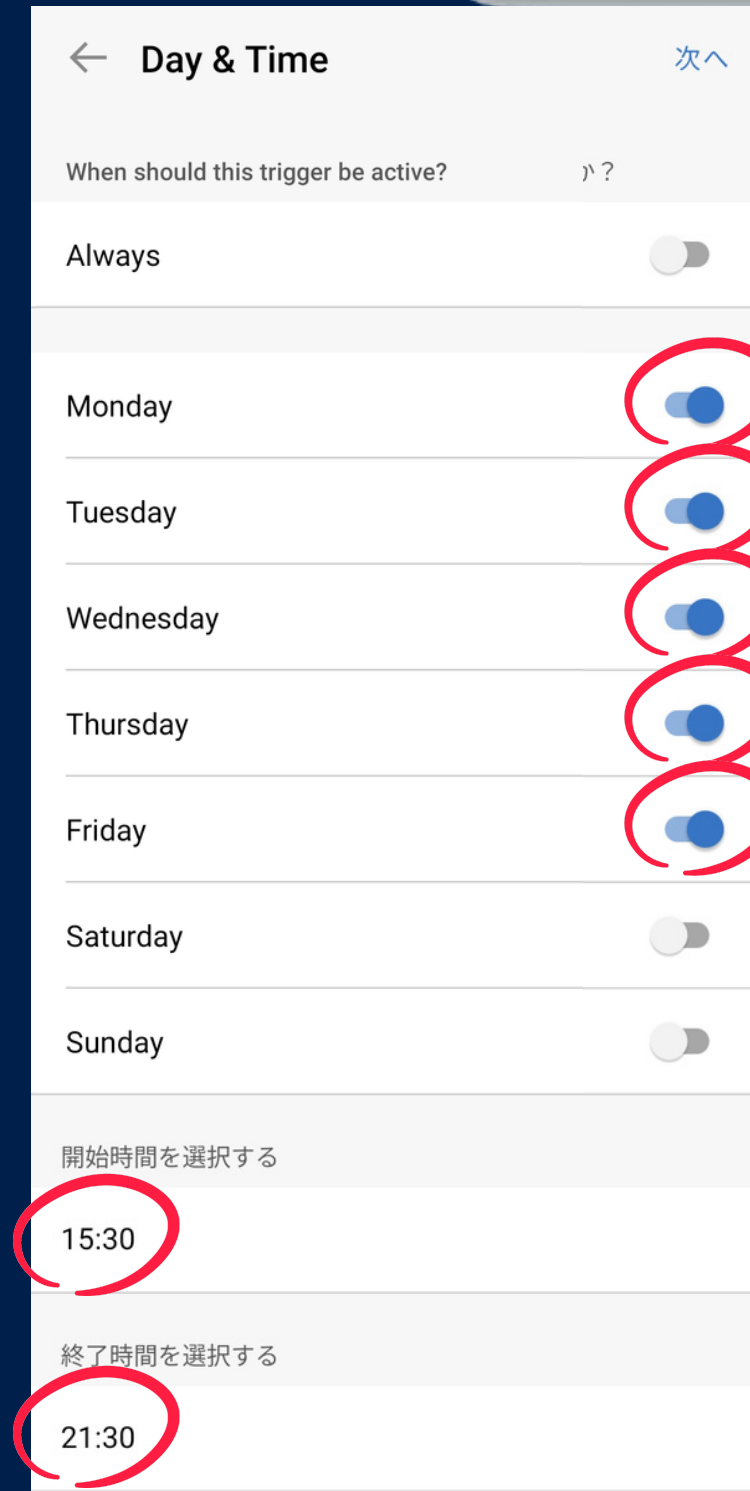 Day & Time
次へ
When should this trigger be active?
か？
Always
Monday
Tuesday
Wednesday
Thursday
Friday
Saturday
Sunday
開始時間を選択する
15:30
終了時間を選択する
21:30